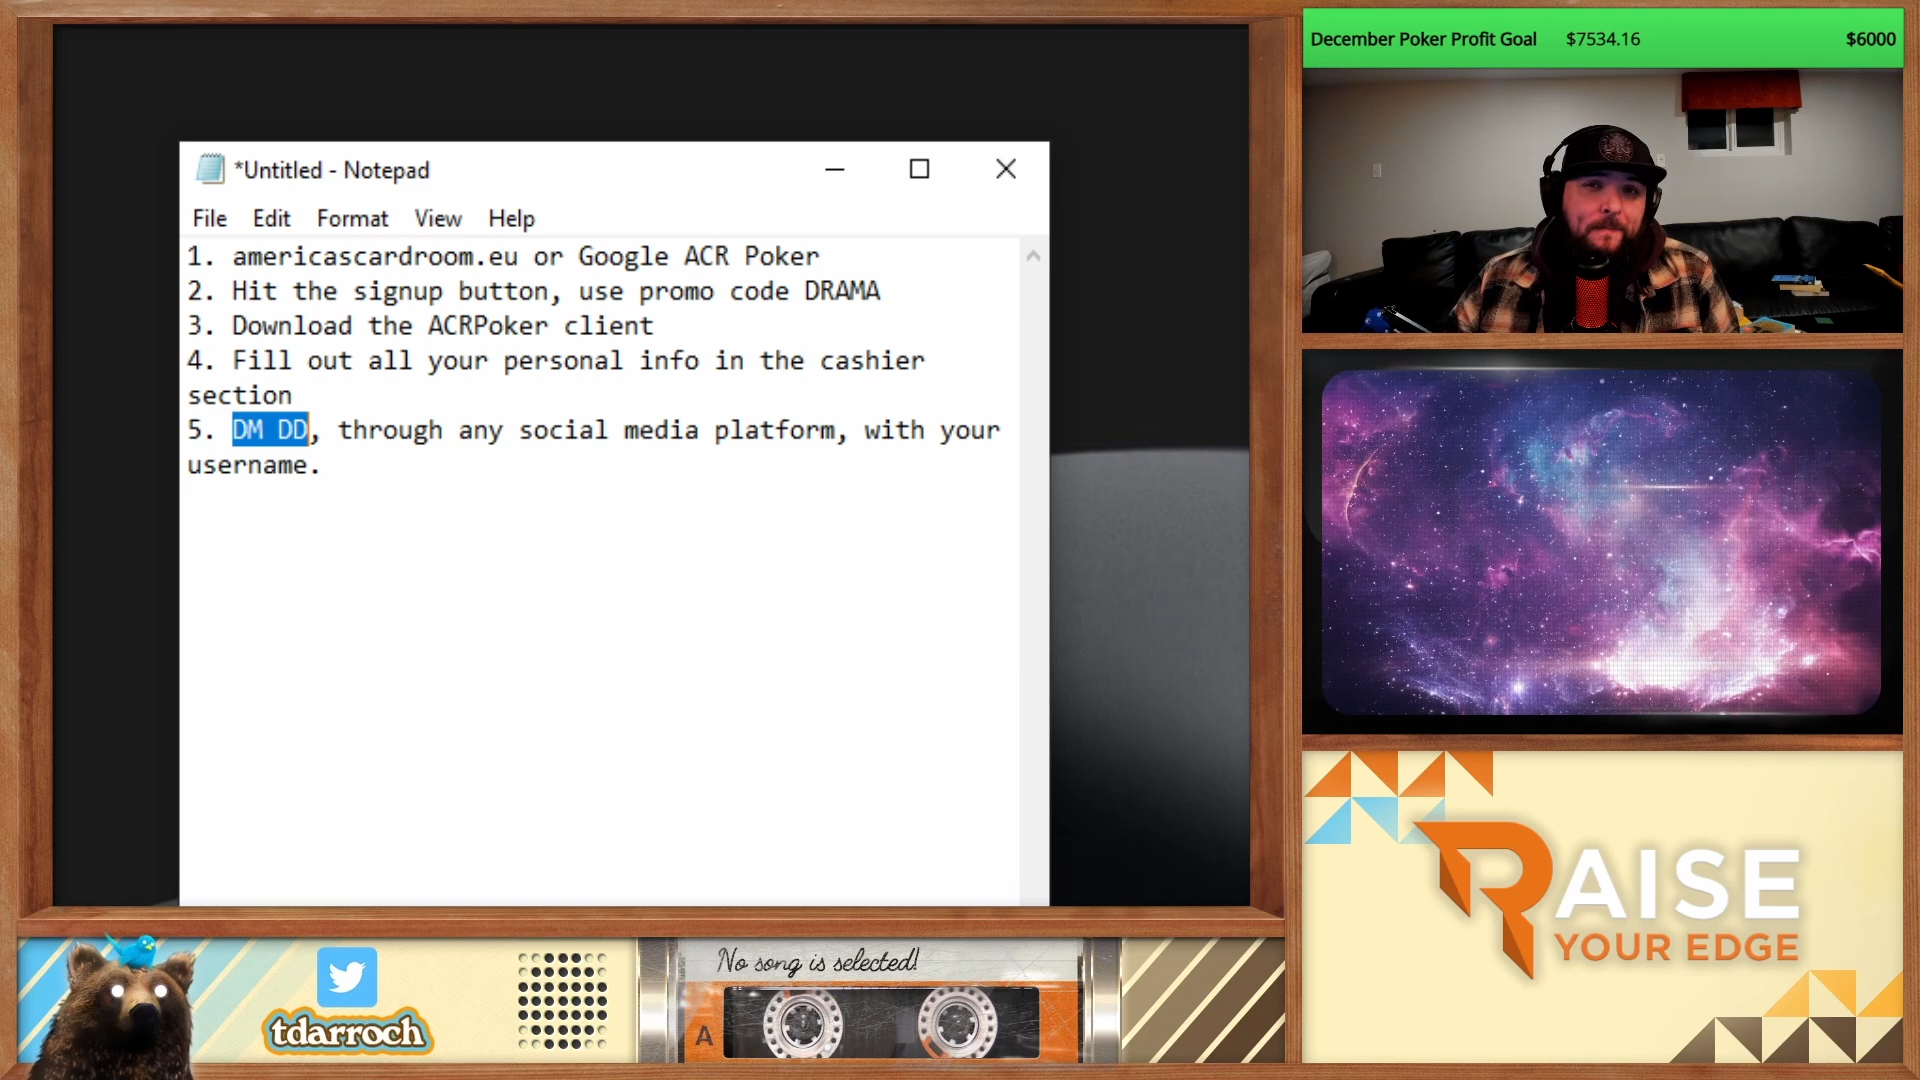 December Poker Profit Goal $7534.16 $6000
*Untitled - Notepad
File Edit Format View Help
1. americascardroom.eu or Google ACR Poker
2. Hit the signup button, use promo code DRAMA
3. Download the ACRPoker client
4. Fill out all your personal info in the cashier
section
5. DM DD, through any social media platform, with your
username.
tdarroch
No song is selected!
A
RAISE
YOUR EDGE